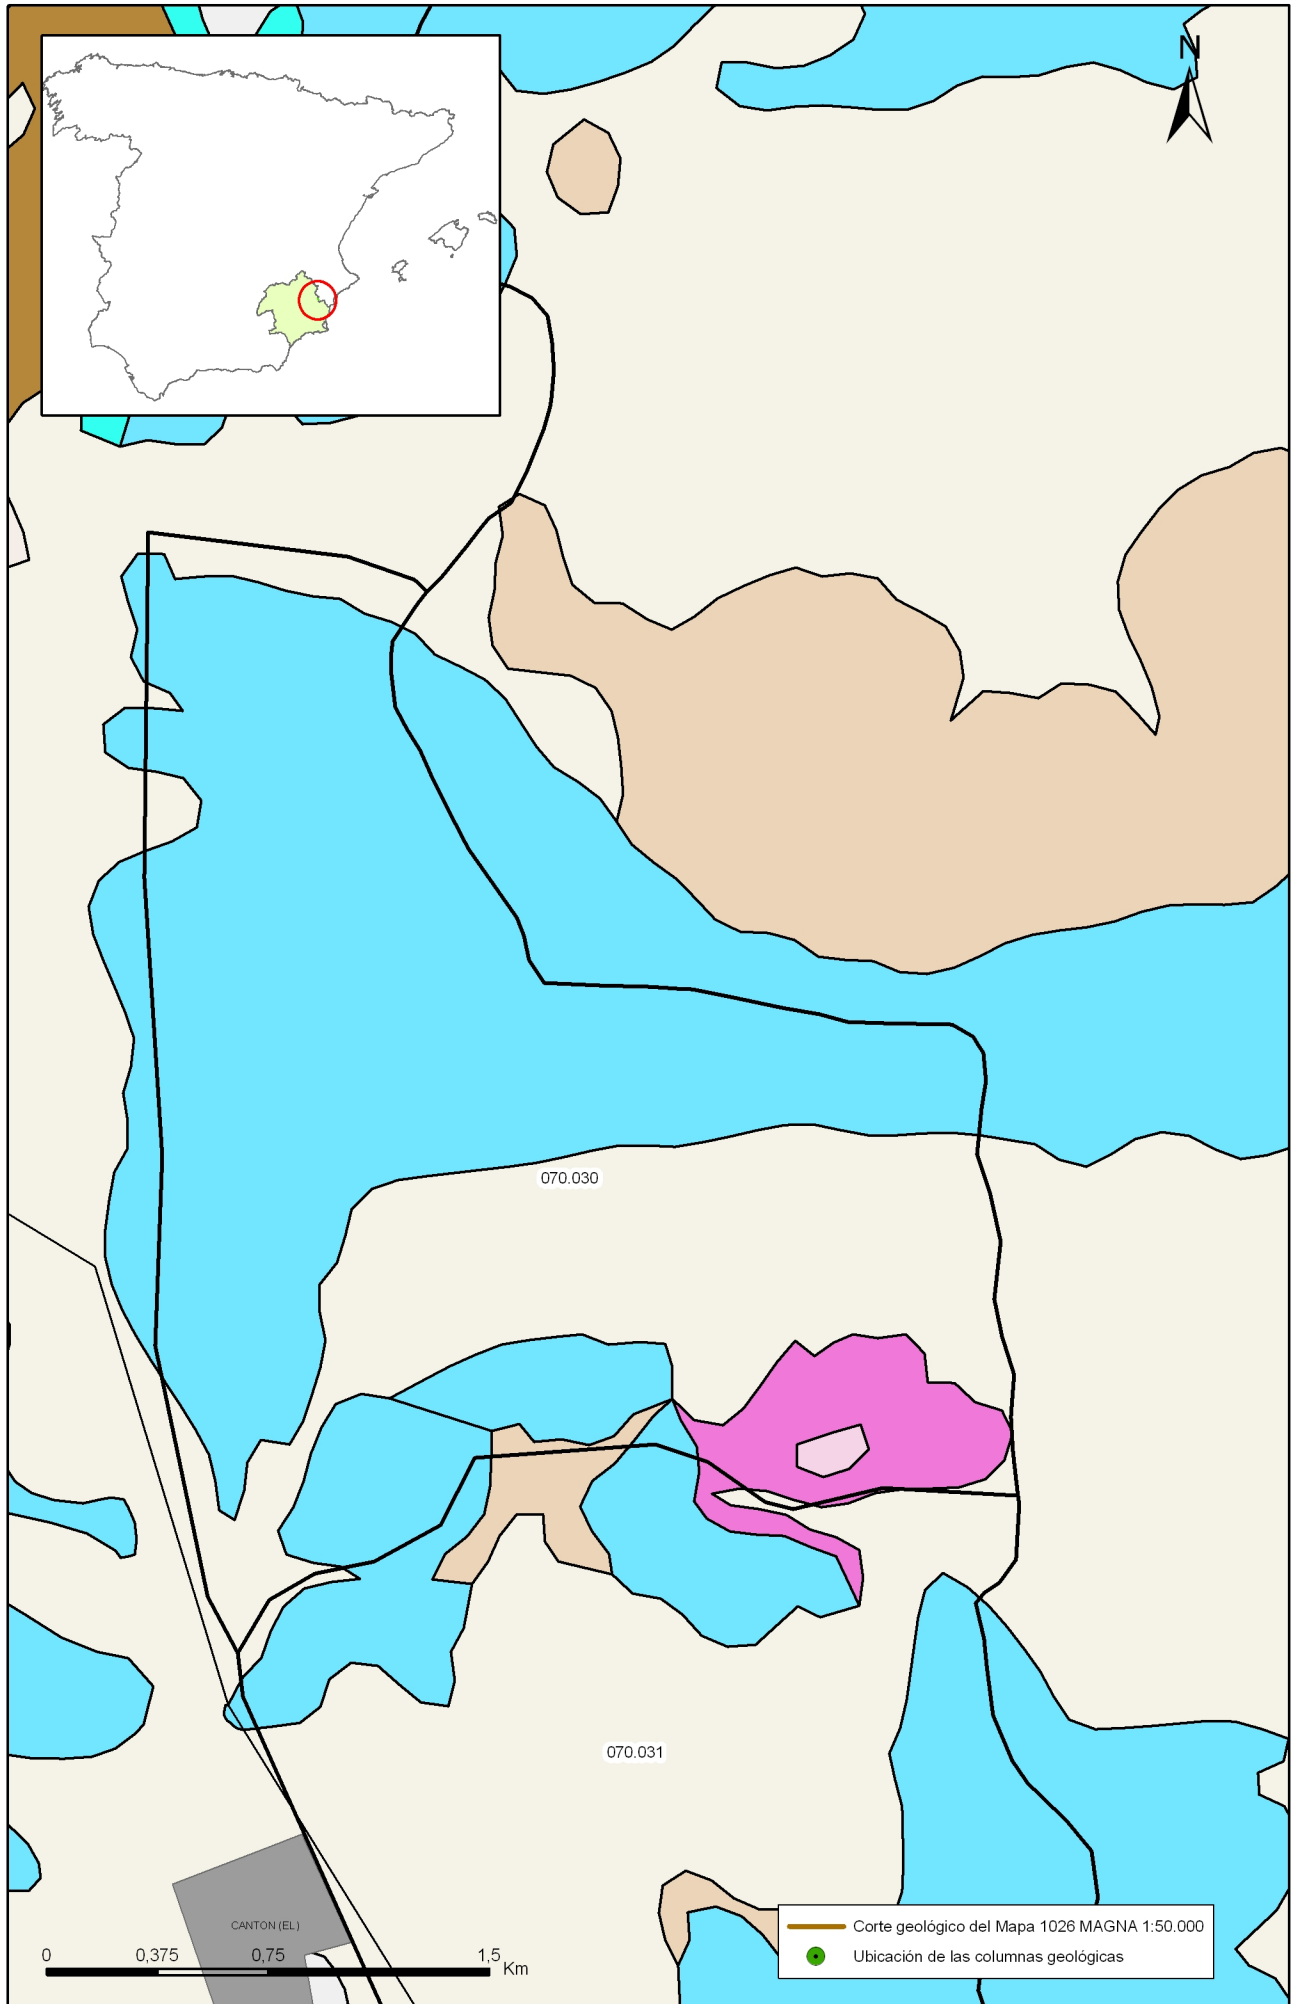 N
070.030
070.031
CANTON (EL)
0 0,375 0,75 1,5 Km
Corte geológico del Mapa 1026 MAGNA 1:50.000
Ubicación de las columnas geológicas